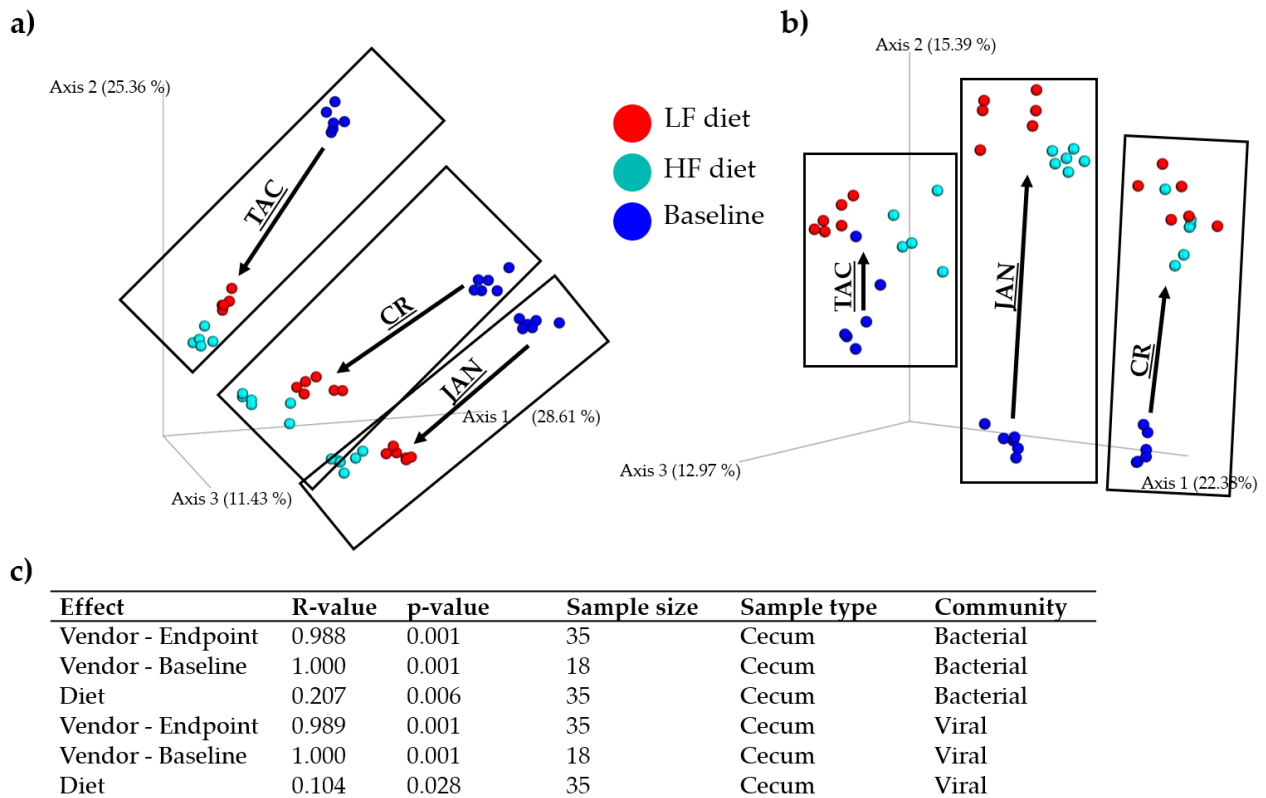 a)
Axis 2 (25.36 %)
TAC
CR
JAN
Axis 1 (28.61 %)
Axis 3 (11.43 %)
LF diet
HF diet
Baseline
b)
Axis 2 (15.39 %)
TAC
JAN
CR
Axis 3 (12.97 %)
Axis 1 (22.38%)
c)
Effect R-value p-value Sample size Sample type Community
Vendor - Endpoint 0.988 0.001 35 Cecum Bacterial
Vendor - Baseline 1.000 0.001 18 Cecum Bacterial
Diet 0.207 0.006 35 Cecum Bacterial
Vendor - Endpoint 0.989 0.001 35 Cecum Viral
Vendor - Baseline 1.000 0.001 18 Cecum Viral
Diet 0.104 0.028 35 Cecum Viral